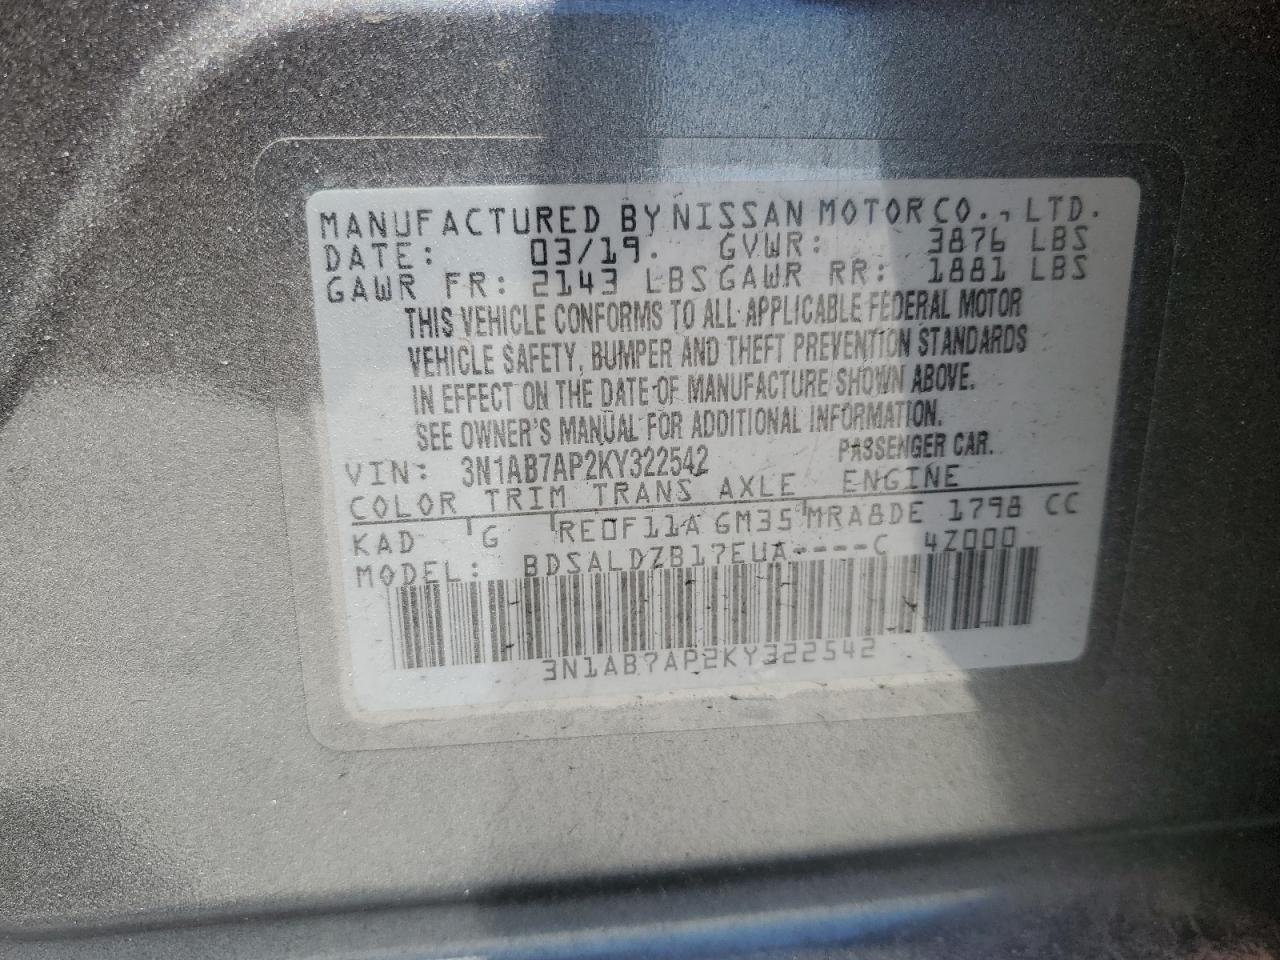 MANUFACTURED BY NISSAN MOTOR CO., LTD.
DATE: 03/19. GVWR: 3876 LBS
GAWR FR: 2143 LBS GAWR RR: 1881 LBS
THIS VEHICLE CONFORMS TO ALL APPLICABLE FEDERAL MOTOR
VEHICLE SAFETY, BUMPER AND THEFT PREVENTION STANDARDS
IN EFFECT ON THE DATE OF MANUFACTURE SHOWN ABOVE.
SEE OWNER'S MANUAL FOR ADDITIONAL INFORMATION.
VIN: 3N1AB7AP2KY322542 PASSENGER CAR.
COLOR TRIM TRANS AXLE ENGINE
KAD G RE0F11A GM35 MRA8DE 1798 CC
MODEL: BDSALDZB17EUA----C 4Z000
3N1AB7AP2KY322542